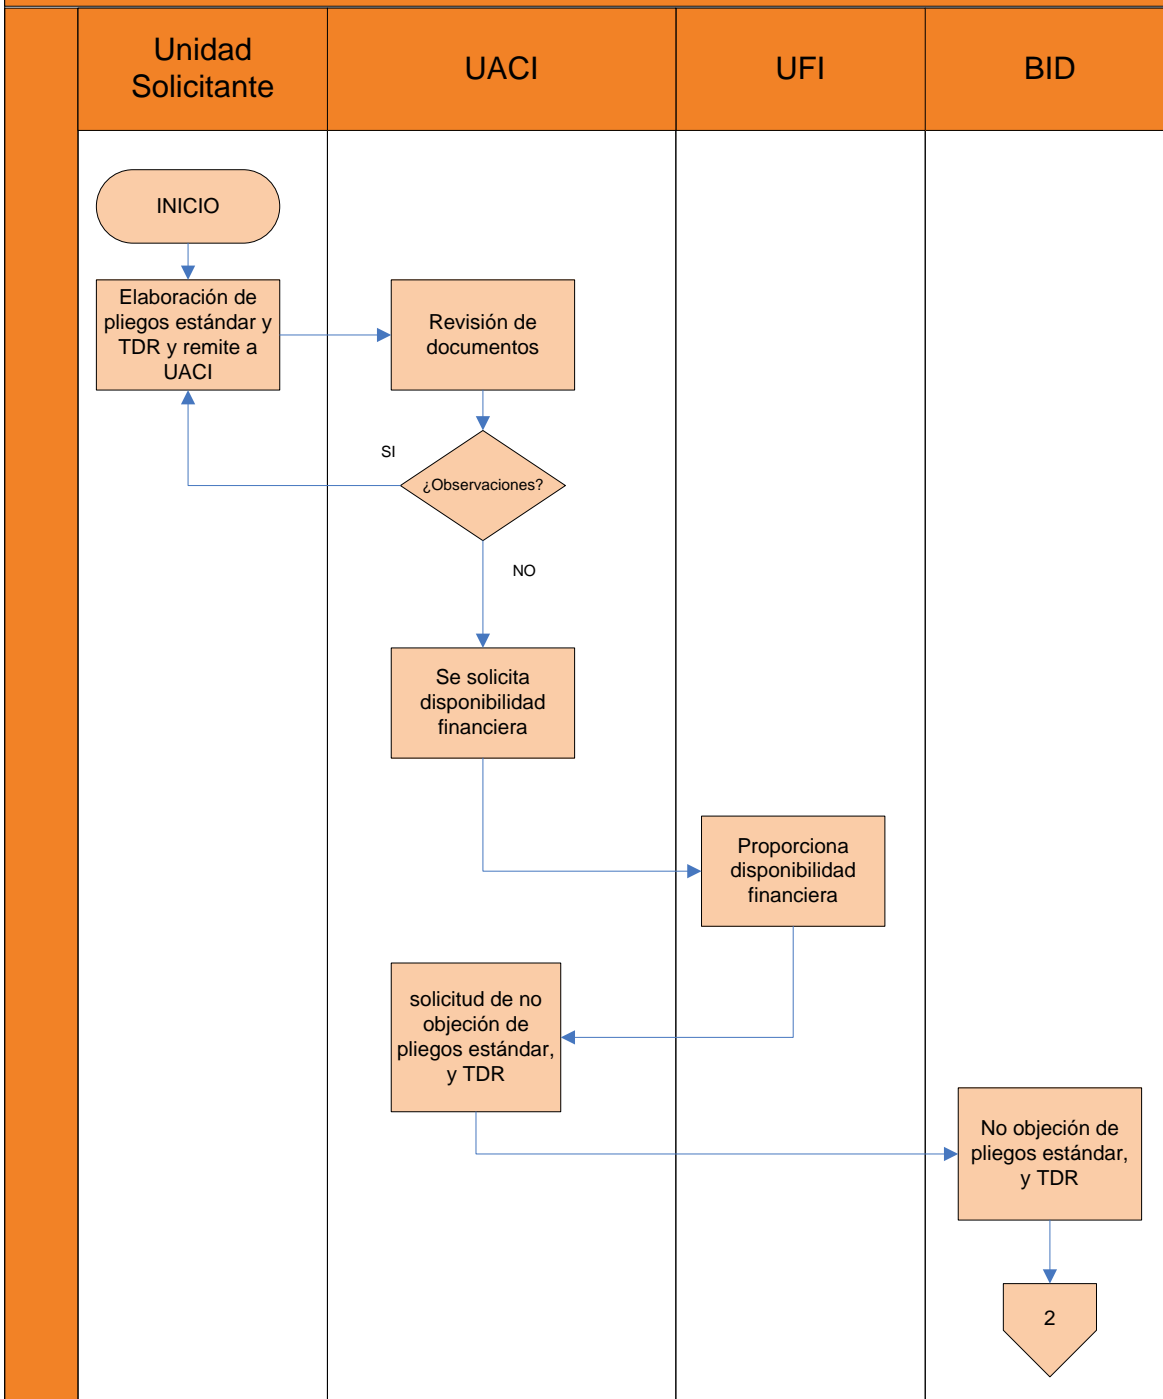 Unidad
Solicitante
UACI
UFI
BID
INICIO
Elaboración de
pliegos estándar y
TDR y remite a
UACI
Revisión de
documentos
SI
¿Observaciones?
NO
Se solicita
disponibilidad
financiera
Proporciona
disponibilidad
financiera
solicitud de no
objeción de
pliegos estándar,
y TDR
No objeción de
pliegos estándar,
y TDR
2